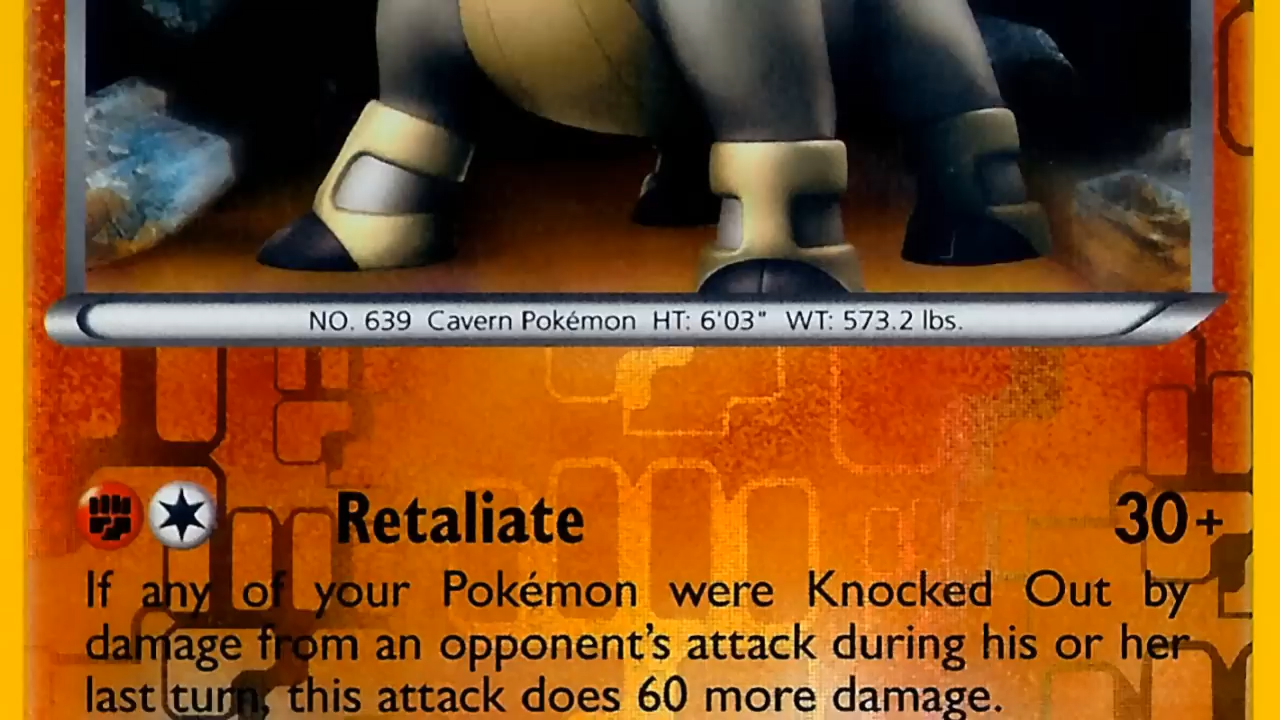 NO. 639 Cavern Pokémon HT: 6'03" WT: 573.2 lbs.
Retaliate 30+
If any of your Pokémon were Knocked Out by
damage from an opponent's attack during his or her
last turn, this attack does 60 more damage.